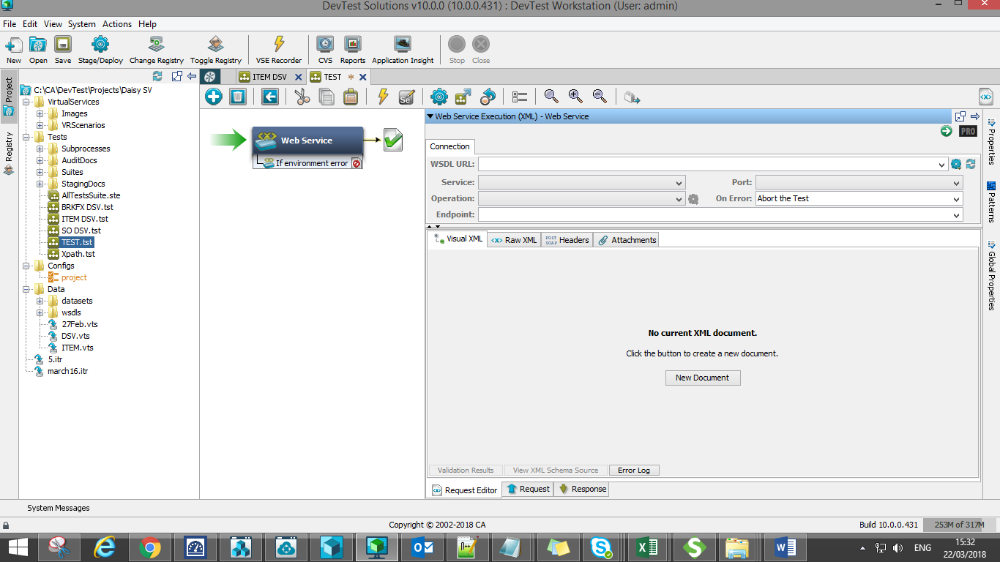 DevTest Solutions v10.0.0 (10.0.0.431) : DevTest Workstation (User: admin)
File Edit View System Actions Help
New Open Save Stage/Deploy Change Registry Toggle Registry VSE Recorder CVS Reports Application Insight Stop Close
Project
Registry
C:\CA\DevTest\Projects\Daisy SV
VirtualServices
Images
VRScenarios
Tests
Subprocesses
AuditDocs
Suites
StagingDocs
AllTestsSuite.ste
BRKFX DSV.tst
ITEM DSV.tst
SO DSV.tst
TEST.tst
Xpath.tst
Configs
project
Data
datasets
wsdls
27Feb.vts
DSV.vts
ITEM.vts
5.itr
march16.itr
ITEM DSV TEST *
Web Service
If environment error
Web Service Execution (XML) - Web Service
PRO
Connection
WSDL URL:
Service: Port:
Operation: On Error: Abort the Test
Endpoint:
Visual XML Raw XML POST SOAP Headers Attachments
No current XML document.
Click the button to create a new document.
New Document
Validation Results View XML Schema Source Error Log
Request Editor Request Response
Properties
Patterns
Global Properties
System Messages
Copyright © 2002-2018 CA
Build 10.0.0.431 253M of 317M
ENG
15:32
22/03/2018